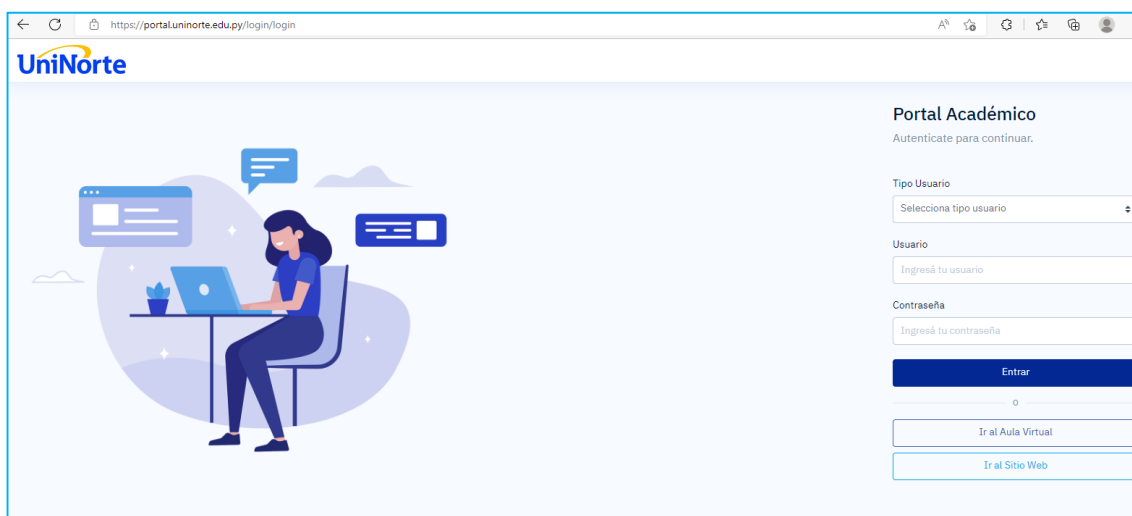 https://portal.uninorte.edu.py/login/login
UniNorte
Portal Académico
Autenticate para continuar.
Tipo Usuario
Selecciona tipo usuario
Usuario
Ingresá tu usuario
Contraseña
Ingresá tu contraseña
Entrar
o
Ir al Aula Virtual
Ir al Sitio Web